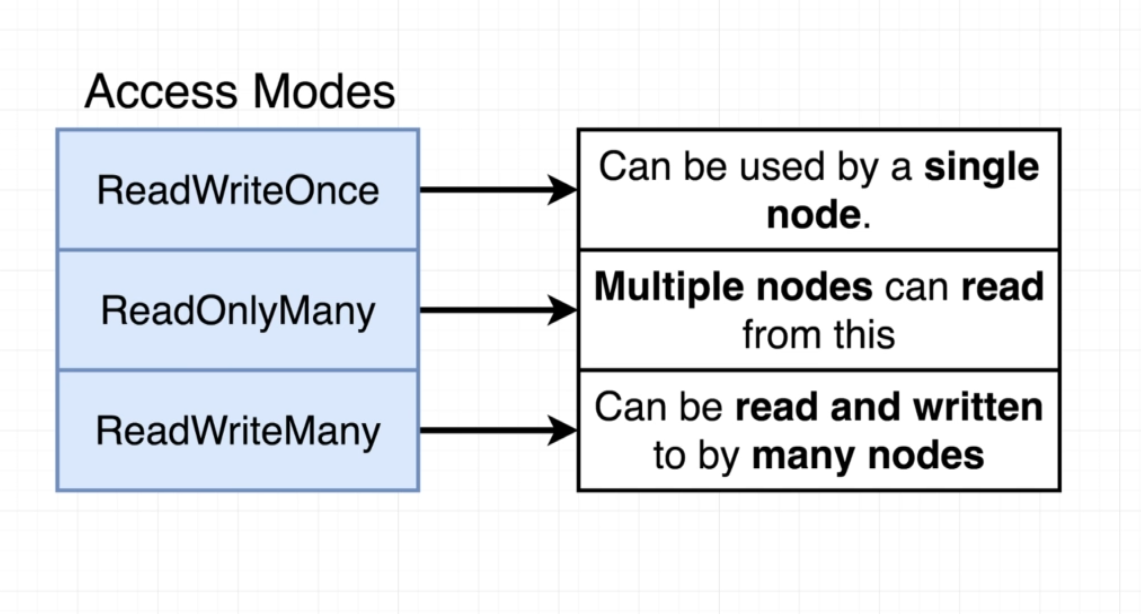 Access Modes
ReadWriteOnce
Can be used by a single
node.
ReadOnlyMany
Multiple nodes can read
from this
ReadWriteMany
Can be read and written
to by many nodes